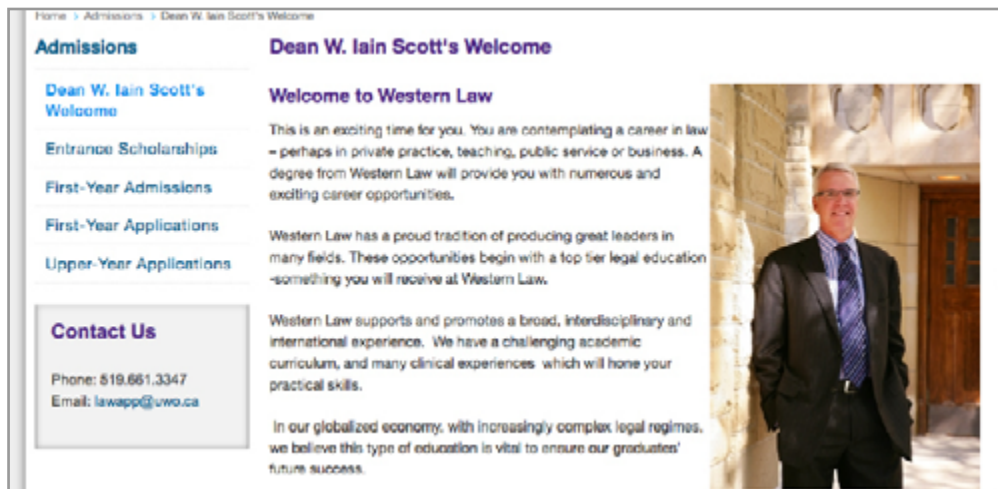 Home > Admissions > Dean W. Iain Scott's Welcome
Admissions
Dean W. Iain Scott's
Welcome
Entrance Scholarships
First-Year Admissions
First-Year Applications
Upper-Year Applications
Contact Us
Phone: 519.661.3347
Email: lawapp@uwo.ca
Dean W. Iain Scott's Welcome
Welcome to Western Law
This is an exciting time for you. You are contemplating a career in law
– perhaps in private practice, teaching, public service or business. A
degree from Western Law will provide you with numerous and
exciting career opportunities.
Western Law has a proud tradition of producing great leaders in
many fields. These opportunities begin with a top tier legal education
-something you will receive at Western Law.
Western Law supports and promotes a broad, interdisciplinary and
international experience. We have a challenging academic
curriculum, and many clinical experiences which will hone your
practical skills.
In our globalized economy, with increasingly complex legal regimes,
we believe this type of education is vital to ensure our graduates'
future success.